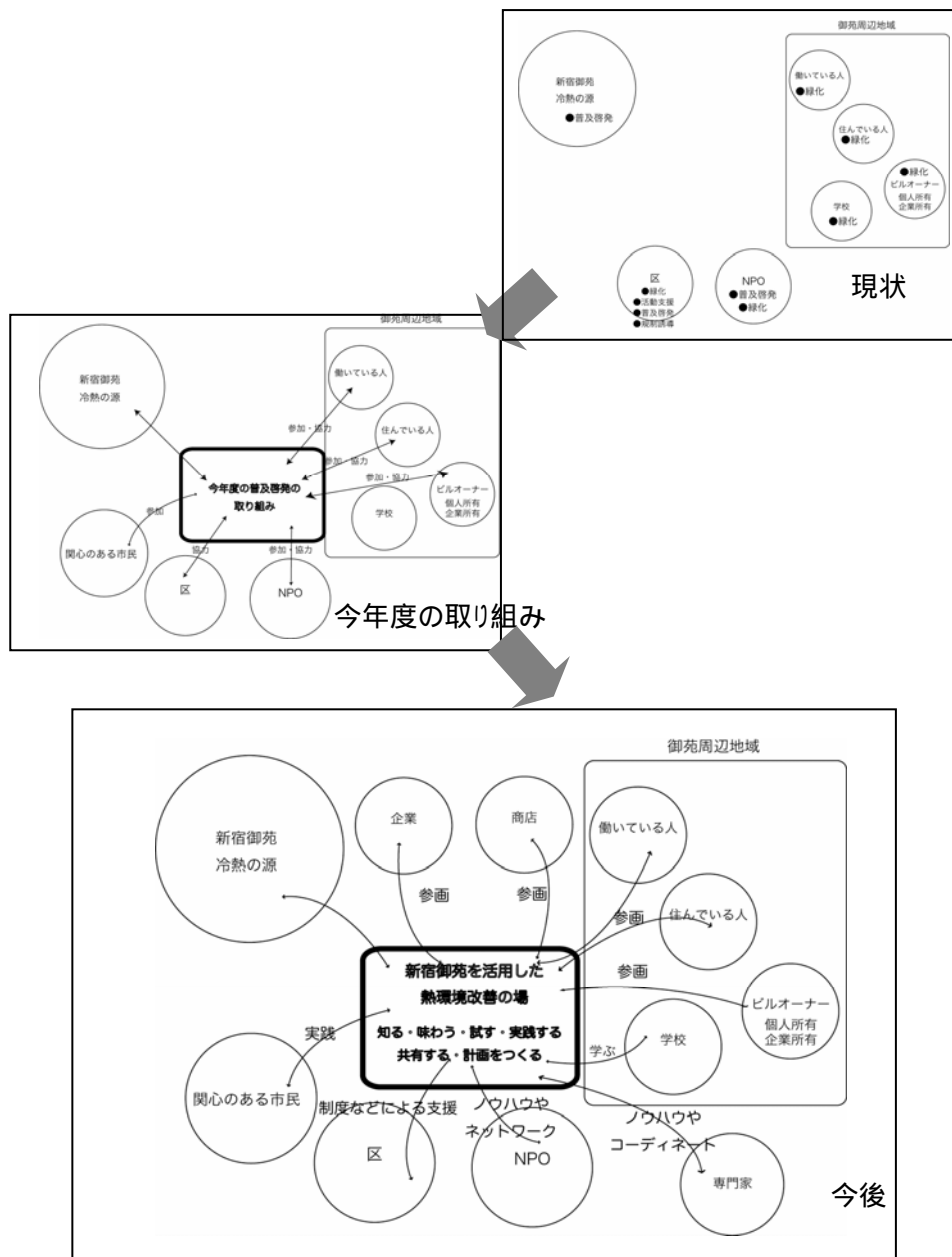 御苑周辺地域
新宿御苑
冷熱の源
●普及啓発
働いている人
●緑化
住んでいる人
●緑化
●緑化
ビルオーナー
個人所有
企業所有
学校
●緑化
区
●緑化
●活動支援
●普及啓発
●規制誘導
NPO
●普及啓発
●緑化
現状
御苑周辺地域
新宿御苑
冷熱の源
働いている人
参加・協力
住んでいる人
参加・協力
参加・協力
ビルオーナー
個人所有
企業所有
学校
今年度の普及啓発の
取り組み
参加
関心のある市民
協力
区
参加・協力
NPO
今年度の取り組み
御苑周辺地域
新宿御苑
冷熱の源
企業
参画
商店
参画
働いている人
住んでいる人
参画
参画
ビルオーナー
個人所有
企業所有
学校
学ぶ
新宿御苑を活用した
熱環境改善の場
知る・味わう・試す・実践する
共有する・計画をつくる
実践
関心のある市民
制度などによる支援
区
ノウハウや
ネットワーク
NPO
ノウハウや
コーディネート
専門家
今後